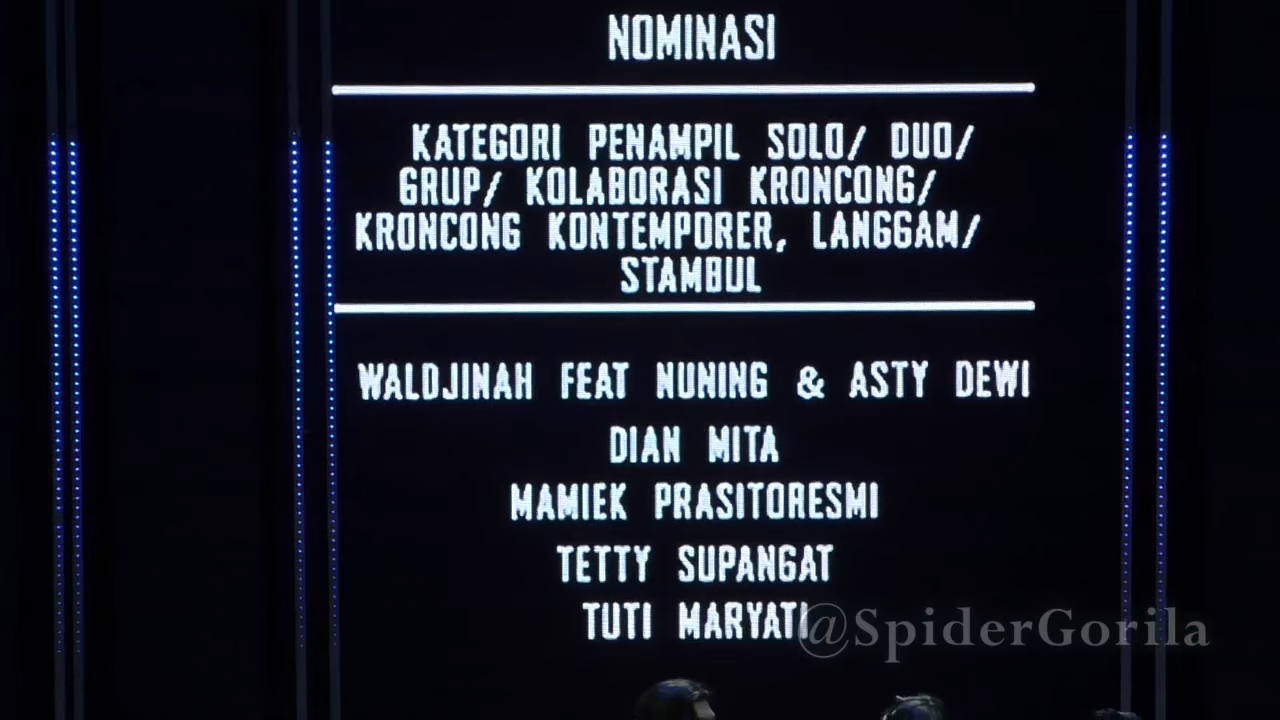 NOMINASI
KATEGORI PENAMPIL SOLO/ DUO/
GRUP/ KOLABORASI KRONCONG/
KRONCONG KONTEMPORER, LANGGAM/
STAMBUL
WALDJINAH FEAT NUNING & ASTY DEWI
DIAN MITA
MAMIEK PRASITORESMI
TETTY SUPANGAT
TUTI MARYATI
@SpiderGorila